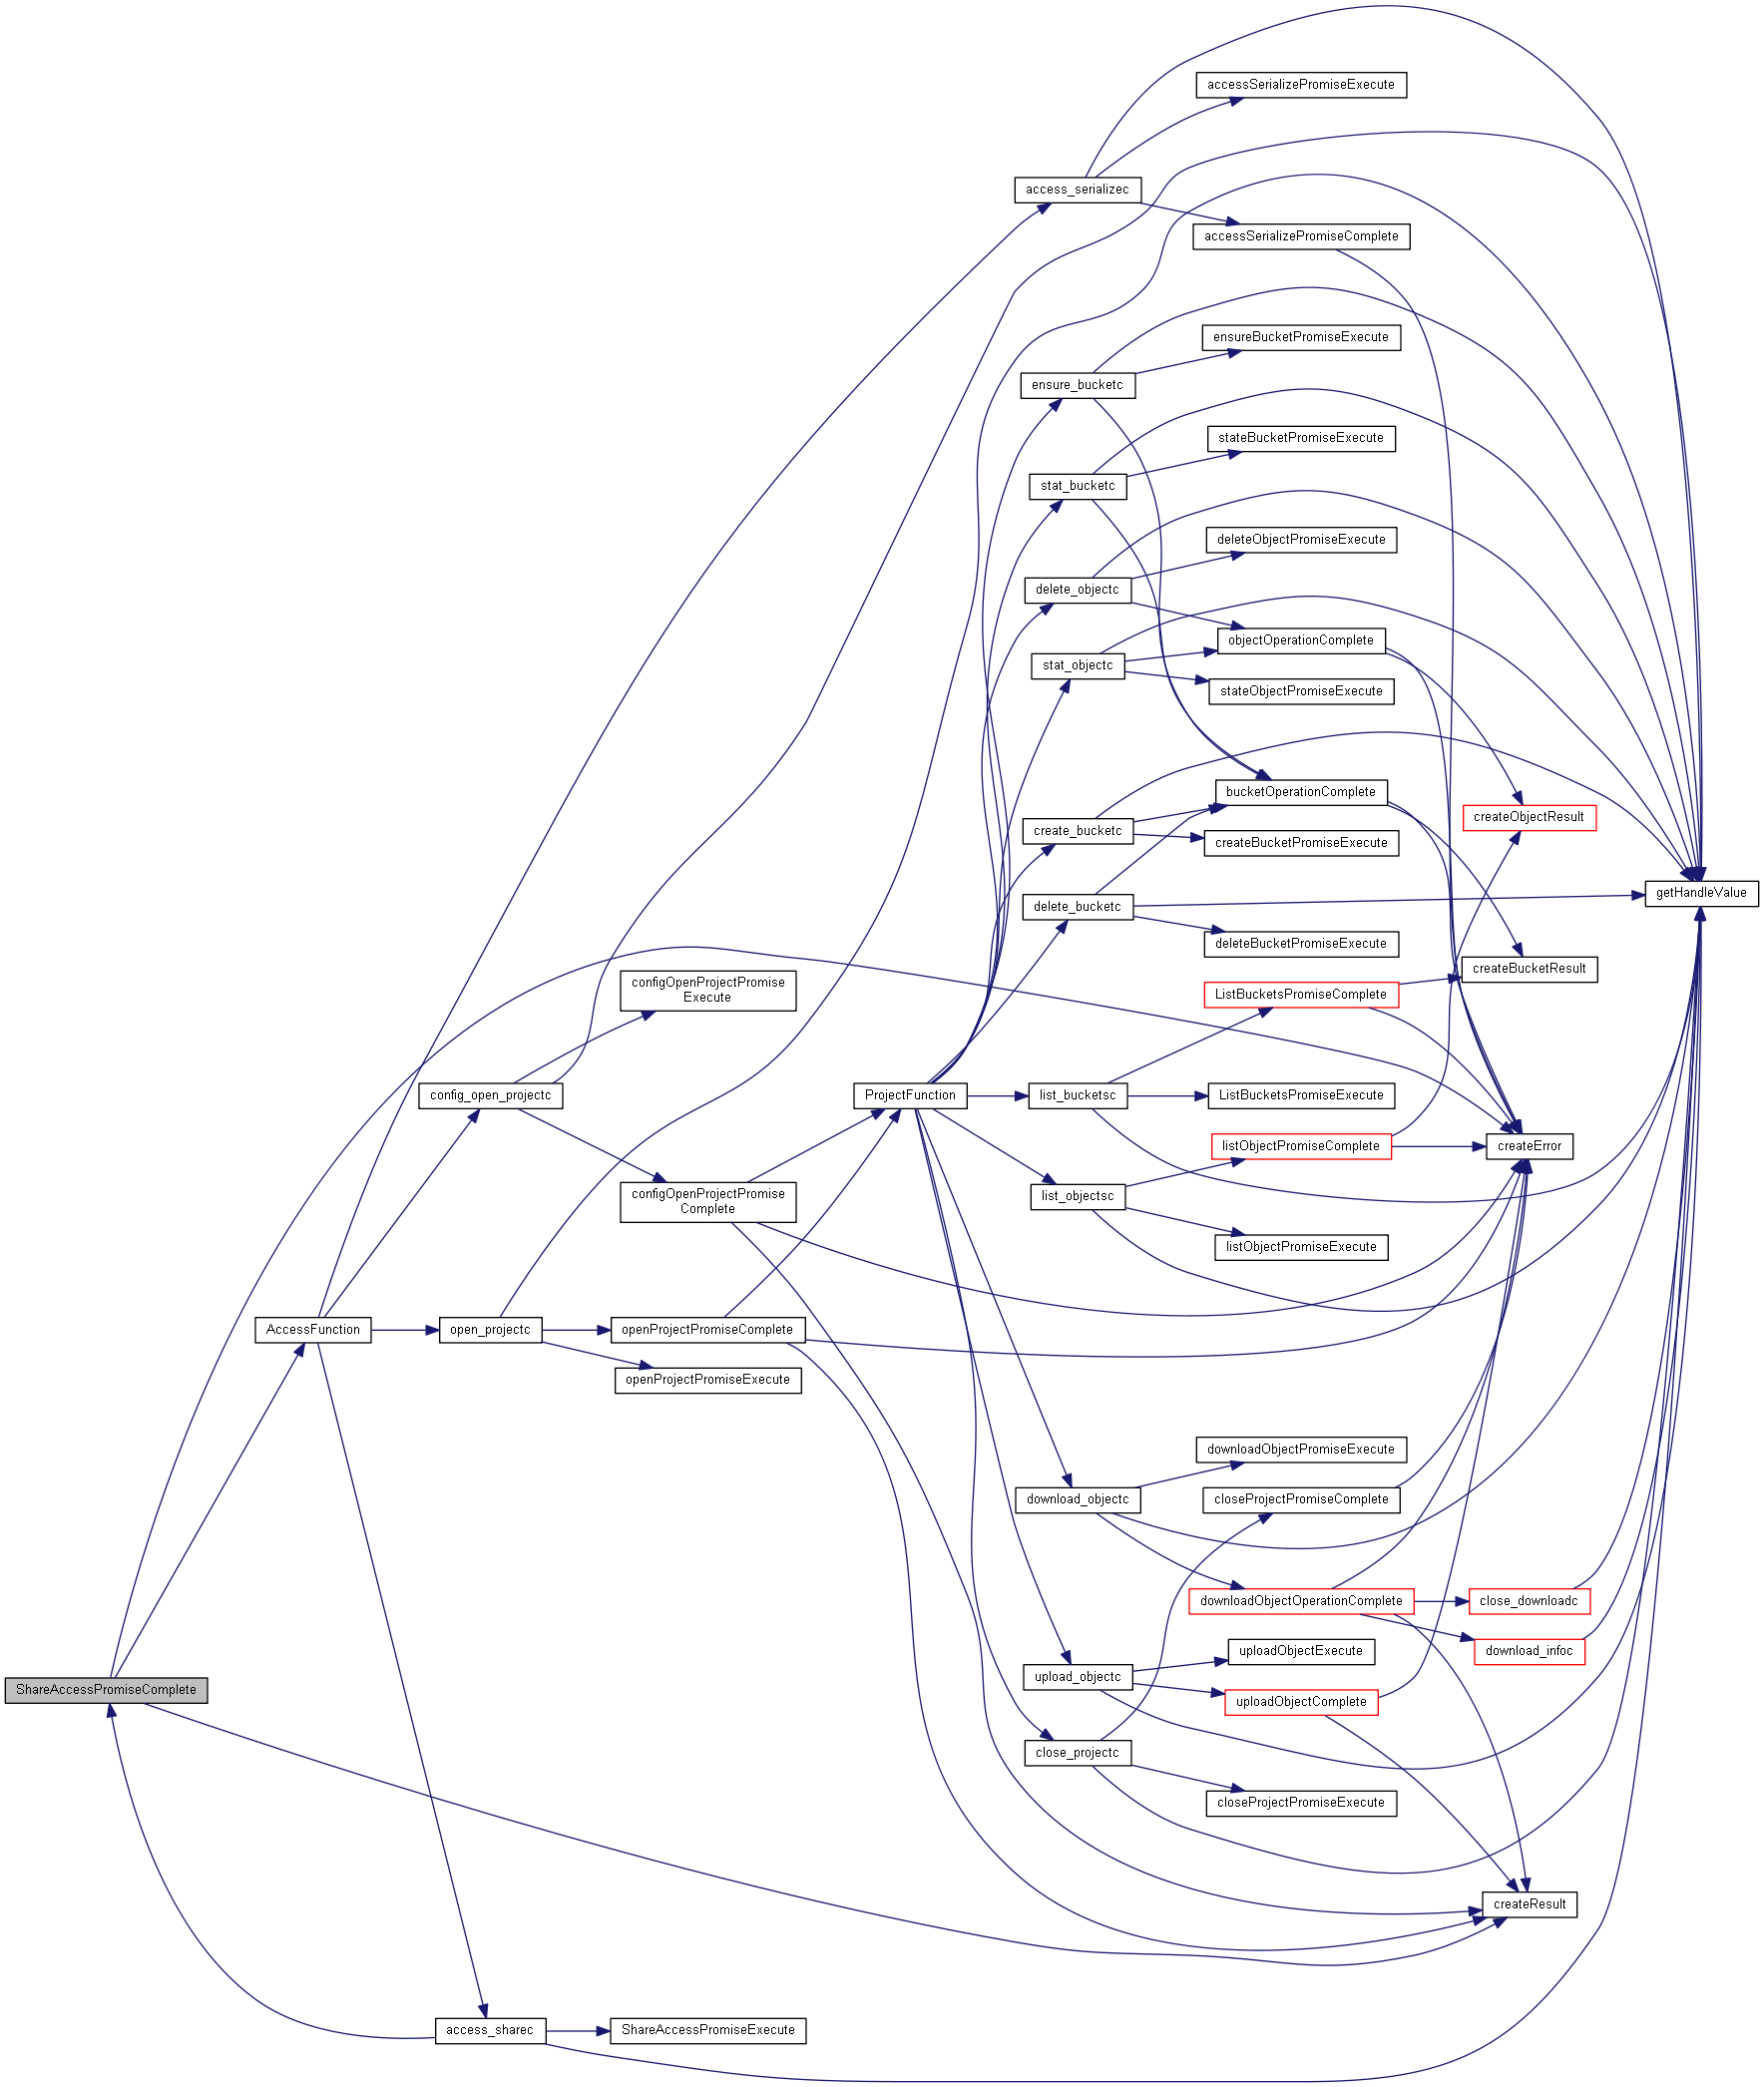 accessSerializePromiseExecute
access_serializec
accessSerializePromiseComplete
ensureBucketPromiseExecute
ensure_bucketc
stateBucketPromiseExecute
stat_bucketc
deleteObjectPromiseExecute
delete_objectc
objectOperationComplete
stat_objectc
stateObjectPromiseExecute
bucketOperationComplete
createObjectResult
create_bucketc
createBucketPromiseExecute
getHandleValue
delete_bucketc
deleteBucketPromiseExecute
createBucketResult
configOpenProjectPromise
Execute
ListBucketsPromiseComplete
config_open_projectc
ProjectFunction
list_bucketsc
ListBucketsPromiseExecute
listObjectPromiseComplete
createError
configOpenProjectPromise
Complete
list_objectsc
listObjectPromiseExecute
AccessFunction
open_projectc
openProjectPromiseComplete
openProjectPromiseExecute
downloadObjectPromiseExecute
download_objectc
closeProjectPromiseComplete
downloadObjectOperationComplete
close_downloadc
uploadObjectExecute
download_infoc
ShareAccessPromiseComplete
upload_objectc
uploadObjectComplete
close_projectc
closeProjectPromiseExecute
createResult
access_sharec
ShareAccessPromiseExecute